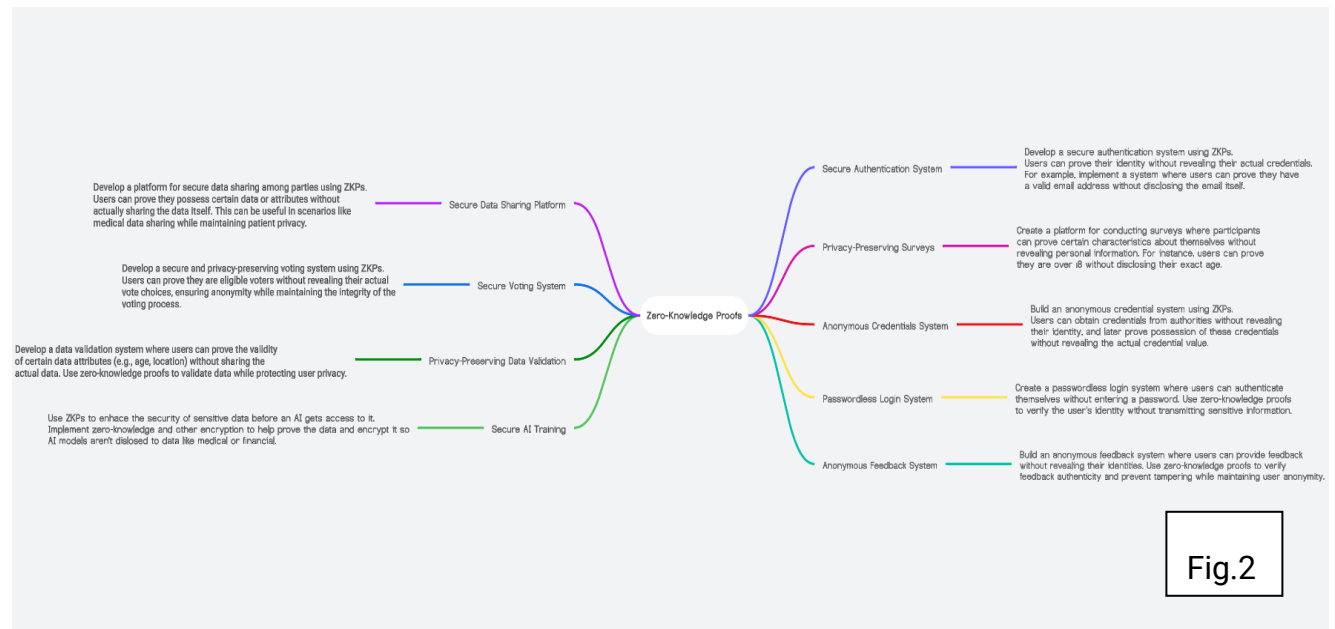 Develop a platform for secure data sharing among parties using ZKPs.
Users can prove they possess certain data or attributes without
actually sharing the data itself. This can be useful in scenarios like
medical data sharing while maintaining patient privacy.
Secure Data Sharing Platform
Develop a secure and privacy-preserving voting system using ZKPs.
Users can prove they are eligible voters without revealing their actual
vote choices, ensuring anonymity while maintaining the integrity of the
voting process.
Secure Voting System
Develop a data validation system where users can prove the validity
of certain data attributes (e.g., age, location) without sharing the
actual data. Use zero-knowledge proofs to validate data while protecting user privacy.
Privacy-Preserving Data Validation
Use ZKPs to enhace the security of sensitive data before an AI gets access to it.
Implement zero-knowledge and other encryption to help prove the data and encrypt it so
AI models aren't dislosed to data like medical or financial.
Secure AI Training
Zero-Knowledge Proofs
Secure Authentication System
Develop a secure authentication system using ZKPs.
Users can prove their identity without revealing their actual credentials.
For example, implement a system where users can prove they have
a valid email address without disclosing the email itself.
Privacy-Preserving Surveys
Create a platform for conducting surveys where participants
can prove certain characteristics about themselves without
revealing personal information. For instance, users can prove
they are over 18 without disclosing their exact age.
Anonymous Credentials System
Build an anonymous credential system using ZKPs.
Users can obtain credentials from authorities without revealing
their identity, and later prove possession of these credentials
without revealing the actual credential value.
Passwordless Login System
Create a passwordless login system where users can authenticate
themselves without entering a password. Use zero-knowledge proofs
to verify the user's identity without transmitting sensitive information.
Anonymous Feedback System
Build an anonymous feedback system where users can provide feedback
without revealing their identities. Use zero-knowledge proofs to verify
feedback authenticity and prevent tampering while maintaining user anonymity.
Fig.2